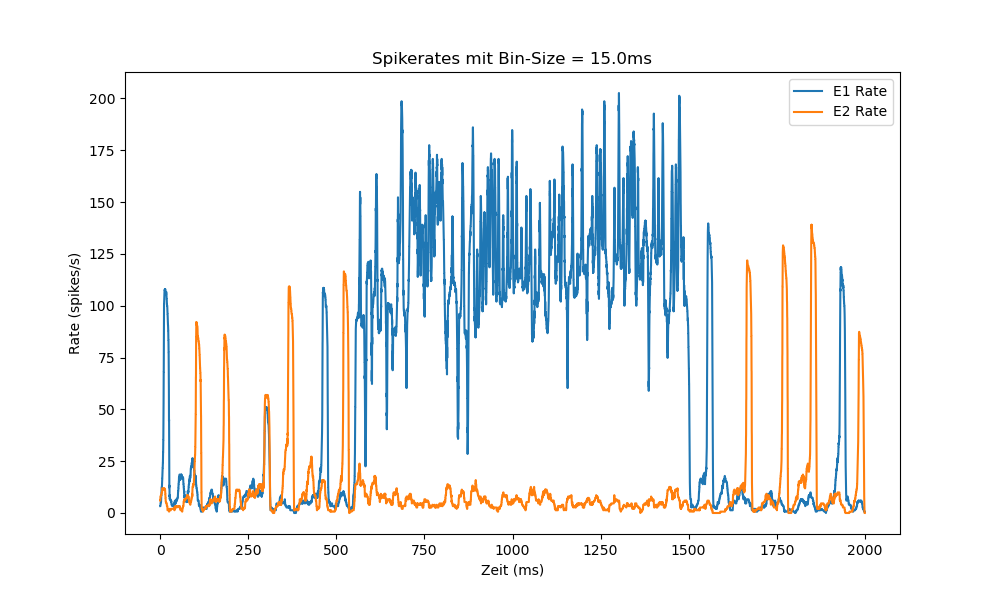 Spikerates mit Bin-Size = 15.0ms
E1 Rate
E2 Rate
200
175
150
125
100
75
50
25
0
Rate (spikes/s)
0 250 500 750 1000 1250 1500 1750 2000
Zeit (ms)